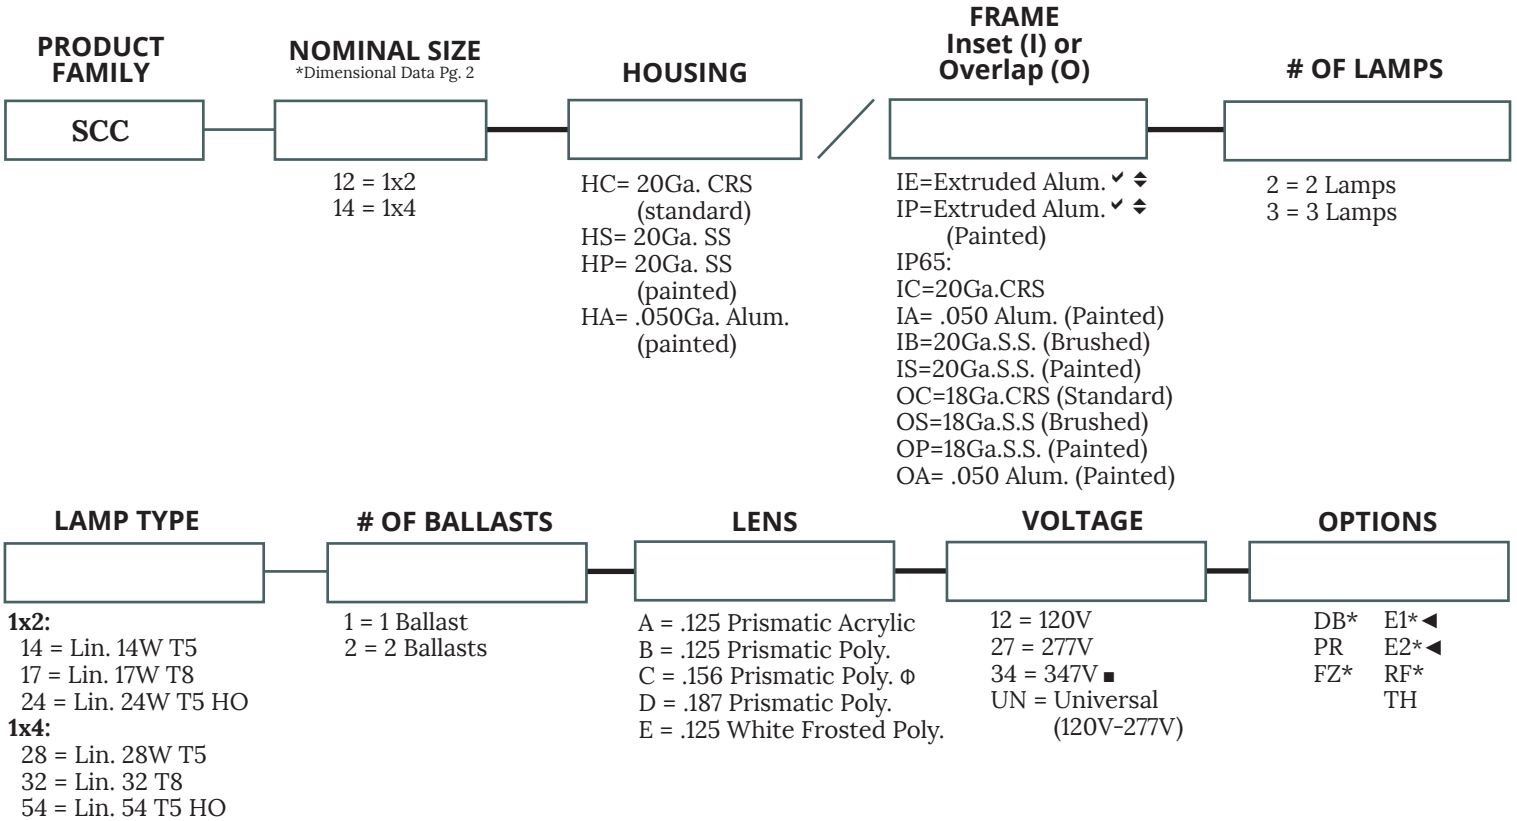 PRODUCT
FAMILY
SCC
NOMINAL SIZE
*Dimensional Data Pg. 2
12 = 1x2
14 = 1x4
HOUSING
HC= 20Ga. CRS
(standard)
HS= 20Ga. SS
HP= 20Ga. SS
(painted)
HA= .050Ga. Alum.
(painted)
FRAME
Inset (I) or
Overlap (O)
IE=Extruded Alum.
IP=Extruded Alum.
(Painted)
IP65:
IC=20Ga.CRS
IA= .050 Alum. (Painted)
IB=20Ga.S.S. (Brushed)
IS=20Ga.S.S. (Painted)
OC=18Ga.CRS (Standard)
OS=18Ga.S.S (Brushed)
OP=18Ga.S.S. (Painted)
OA= .050 Alum. (Painted)
# OF LAMPS
2 = 2 Lamps
3 = 3 Lamps
LAMP TYPE
1x2:
14 = Lin. 14W T5
17 = Lin. 17W T8
24 = Lin. 24W T5 HO
1x4:
28 = Lin. 28W T5
32 = Lin. 32 T8
54 = Lin. 54 T5 HO
# OF BALLASTS
1 = 1 Ballast
2 = 2 Ballasts
LENS
A = .125 Prismatic Acrylic
B = .125 Prismatic Poly.
C = .156 Prismatic Poly. Φ
D = .187 Prismatic Poly.
E = .125 White Frosted Poly.
VOLTAGE
12 = 120V
27 = 277V
34 = 347V ■
UN = Universal
(120V-277V)
OPTIONS
DB*
PR
FZ*
E1*◄
E2*◄
RF*
TH